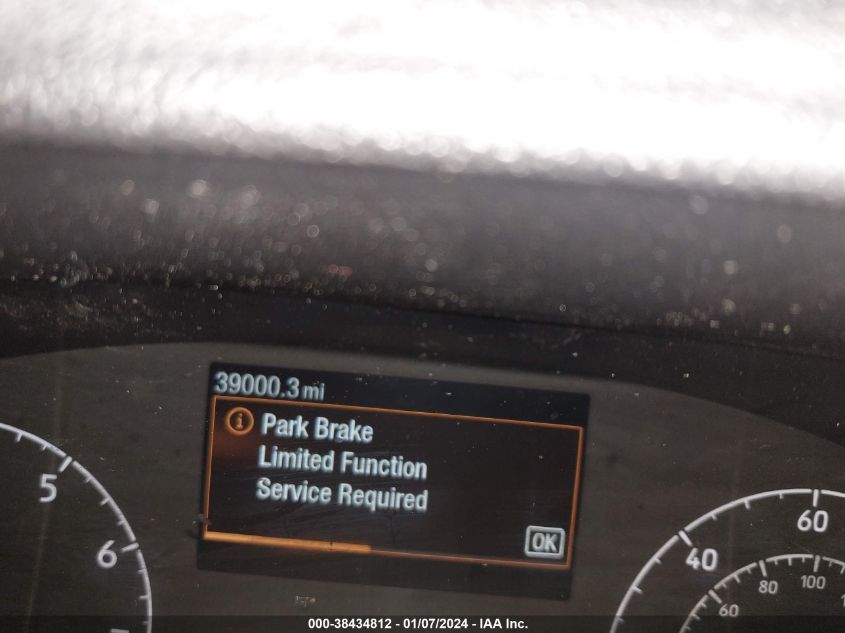 39000.3 mi
i Park Brake
Limited Function
Service Required
OK
5
6
40
60
60
80
100
000-38434812 - 01/07/2024 - IAA Inc.